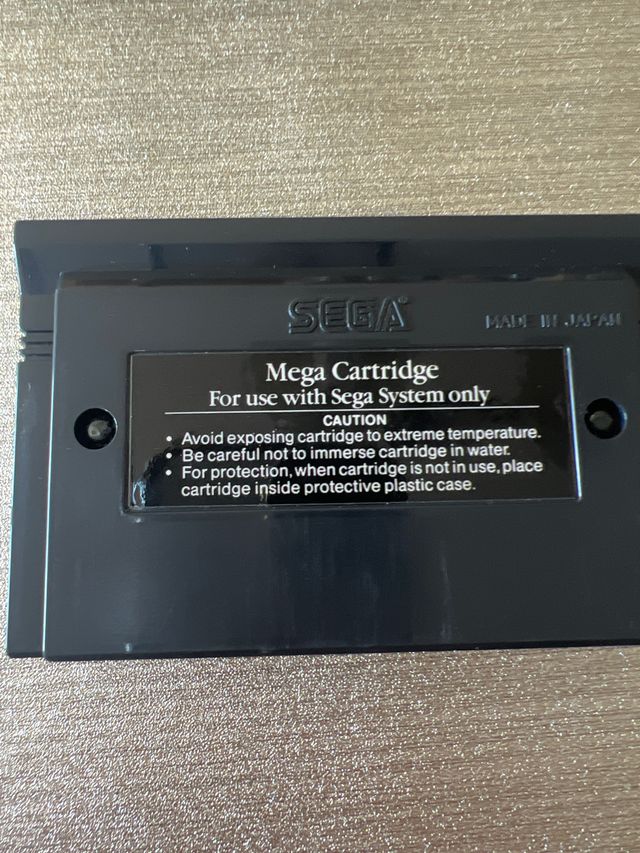 SEGA®
MADE IN JAPAN
Mega Cartridge
For use with Sega System only
CAUTION
• Avoid exposing cartridge to extreme temperature.
• Be careful not to immerse cartridge in water.
• For protection, when cartridge is not in use, place
cartridge inside protective plastic case.